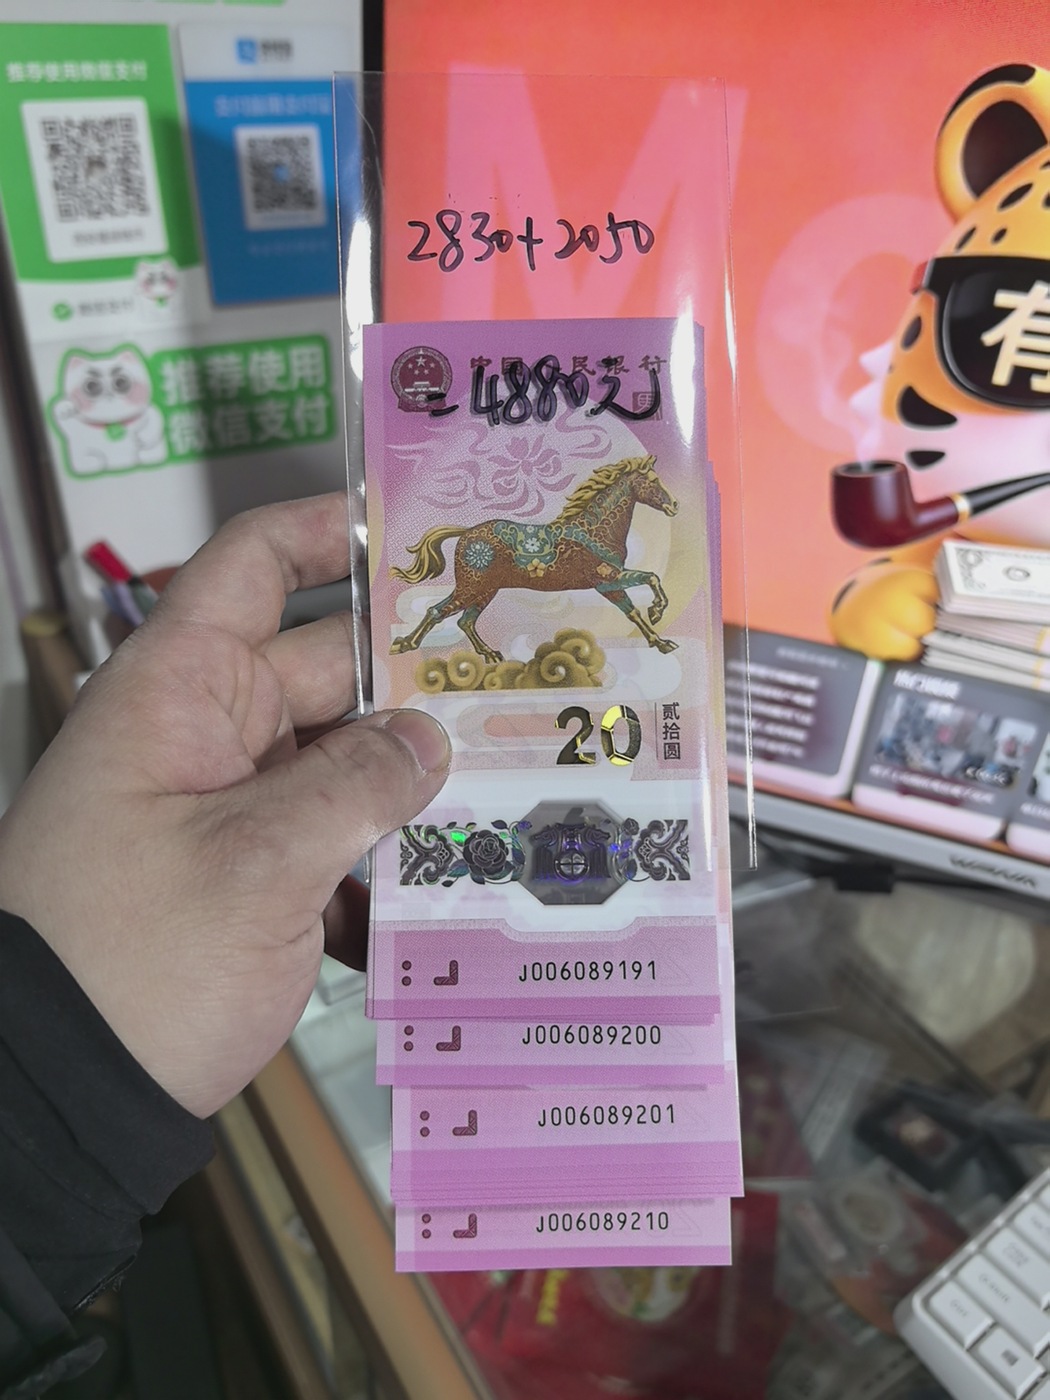 推荐使用微信支付
推荐使用
微信支付
2830+2050
=4880元
中国人民银行
20
贰拾圆
J006089191
J006089200
J006089201
J006089210
Mo
有